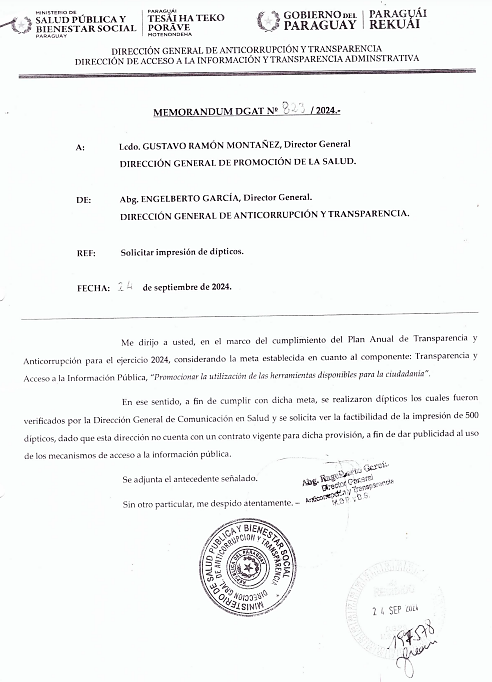 MINISTERIO DE
SALUD PÚBLICA Y
BIENESTAR SOCIAL
PARAGUAY
PARAGUÁI
TESÃI HA TEKO
PORÃVE
MOTENONDEHA
GOBIERNO DEL
PARAGUAY
PARAGUÁI
REKUÁI
DIRECCIÓN GENERAL DE ANTICORRUPCIÓN Y TRANSPARENCIA
DIRECCIÓN DE ACCESO A LA INFORMACIÓN Y TRANSPARENCIA ADMINSTRATIVA
MEMORANDUM DGAT Nº 823 / 2024.-
A: Lcdo. GUSTAVO RAMÓN MONTAÑEZ, Director General
DIRECCIÓN GENERAL DE PROMOCIÓN DE LA SALUD.
DE: Abg. ENGELBERTO GARCÍA, Director General.
DIRECCIÓN GENERAL DE ANTICORRUPCIÓN Y TRANSPARENCIA.
REF: Solicitar impresión de dípticos.
FECHA: 24 de septiembre de 2024.
Me dirijo a usted, en el marco del cumplimiento del Plan Anual de Transparencia y
Anticorrupción para el ejercicio 2024, considerando la meta establecida en cuanto al componente: Transparencia y
Acceso a la Información Pública, “Promocionar la utilización de las herramientas disponibles para la ciudadanía”.
En ese sentido, a fin de cumplir con dicha meta, se realizaron dípticos los cuales fueron
verificados por la Dirección General de Comunicación en Salud y se solicita ver la factibilidad de la impresión de 500
dípticos, dado que esta dirección no cuenta con un contrato vigente para dicha provisión, a fin de dar publicidad al uso
de los mecanismos de acceso a la información pública.
Se adjunta el antecedente señalado.
Sin otro particular, me despido atentamente. –
Director General
Anticorrupción y Transparencia
MINISTERIO DE SALUD PÚBLICA Y BIENESTAR SOCIAL
DIRECCIÓN GRAL. DE ANTICORRUPCIÓN Y TRANSPARENCIA
REPÚBLICA DEL PARAGUAY
24 SEP 2024